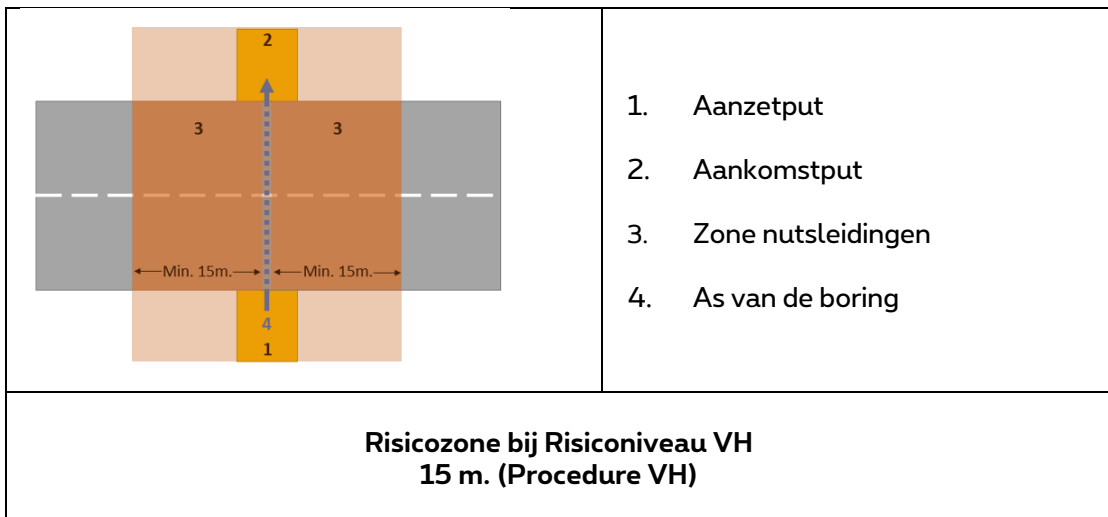 2
3 3
Min. 15m. Min. 15m.
4
1
1. Aanzetput
2. Aankomstput
3. Zone nutsleidingen
4. As van de boring
Risicozone bij Risiconiveau VH
15 m. (Procedure VH)